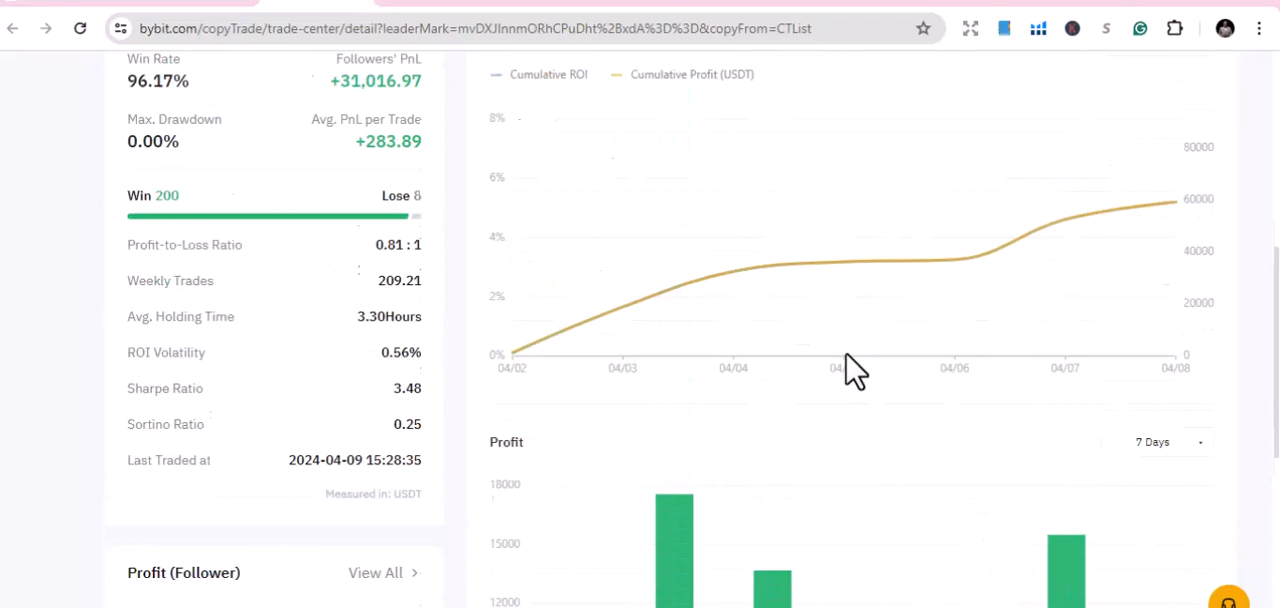 bybit.com/copyTrade/trade-center/detail?leaderMark=mvDXJInnmORhCPuDht%2BxdA%3D%3D&copyFrom=CTList
Win Rate Followers' PnL
96.17% +31,016.97
Max. Drawdown Avg. PnL per Trade
0.00% +283.89
Win 200 Lose 8
Profit-to-Loss Ratio 0.81 : 1
Weekly Trades 209.21
Avg. Holding Time 3.30Hours
ROI Volatility 0.56%
Sharpe Ratio 3.48
Sortino Ratio 0.25
Last Traded at 2024-04-09 15:28:35
Measured in: USDT
Profit (Follower) View All >
Cumulative ROI Cumulative Profit (USDT)
8%
80000
6%
60000
4%
40000
2%
20000
0% 0
04/02 04/03 04/04 04/06 04/07 04/08
Profit 7 Days
18000
15000
12000